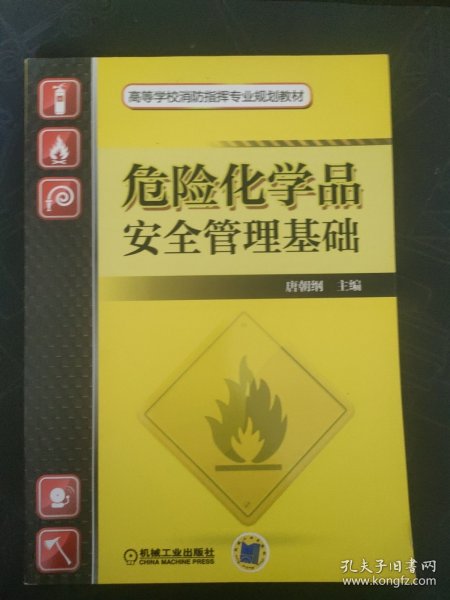 高等学校消防指挥专业规划教材
危险化学品
安全管理基础
唐朝纲 主编
机械工业出版社
CHINA MACHINE PRESS
孔夫子旧书网
www.kongfz.com